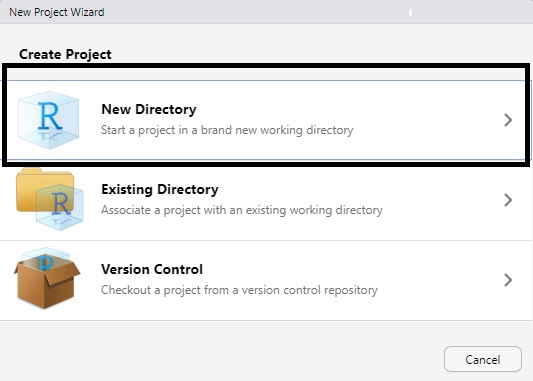 New Project Wizard
Create Project
R
New Directory
Start a project in a brand new working directory
R
Existing Directory
Associate a project with an existing working directory
R
Version Control
Checkout a project from a version control repository
Cancel